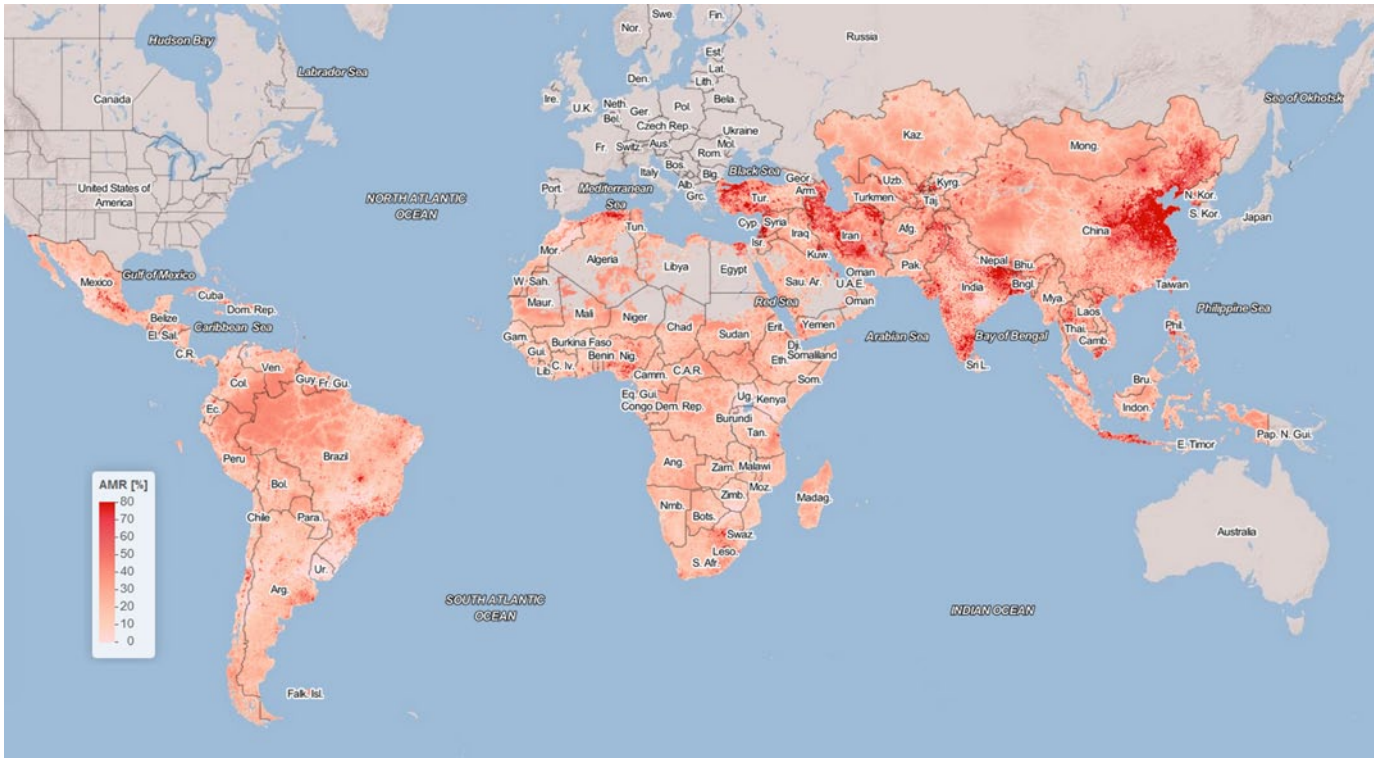 Swe.
Fin.
Nor.
Russia
Hudson Bay
Est.
Lat.
Lith.
Labrador Sea
Den.
Canada
Ire.
U.K.
Neth.
Bel.
Ger.
Pol.
Bela.
Sea of Okhotsk
Czech Rep.
Ukraine
Kaz.
Mong.
Fr.
Switz.
Aus.
Mol.
Rom.
Bos.
Italy
Blg.
Black Sea
Geor.
Uzb.
Kyrg.
United States of
America
NORTH ATLANTIC
OCEAN
Port.
Mediterranean
Sea
Alb.
Grc.
Tur.
Arm.
Turkmen.
Taj.
N. Kor.
S. Kor.
Japan
Tun.
Cyp.
Syria
Isr.
Iraq
Iran
Afg.
China
Mor.
Algeria
Libya
Egypt
Kuw.
Pak.
Nepal
Bhu.
Gulf of Mexico
Mexico
W. Sah.
Sau. Ar.
Oman
U.A.E
Oman
India
Bngl.
Taiwan
Cuba
Dom. Rep.
Maur.
Mali
Niger
Chad
Sudan
Red Sea
Erit.
Yemen
Mya.
Laos
Philippine Sea
Belize
El. Sal.
Caribbean Sea
Gam.
Burkina Faso
Dji.
Arabian Sea
Bay of Bengal
Thai.
Camb.
Phil.
C.R.
Ven.
Guy.
Fr. Gu.
Gui.
Lib.
C. Iv.
Benin.
Nig.
Camm.
C.A.R.
Eth.
Somaliland
Som.
Sri L.
Col.
Ec.
Eq. Gui.
Congo
Dem. Rep.
Ug.
Kenya
Burundi
Bru.
Indon.
Peru
Brazil
Tan.
E. Timor
Pap. N. Gui.
Bol.
Ang.
Zam.
Malawi
Moz.
Madag.
AMR [%]
80
70
60
50
40
30
20
10
0
Chile
Para.
Nmb.
Bots.
Zimb.
Swaz.
Leso.
S. Afr.
Australia
Ur.
Arg.
SOUTH ATLANTIC
OCEAN
INDIAN OCEAN
Falk. Isl.